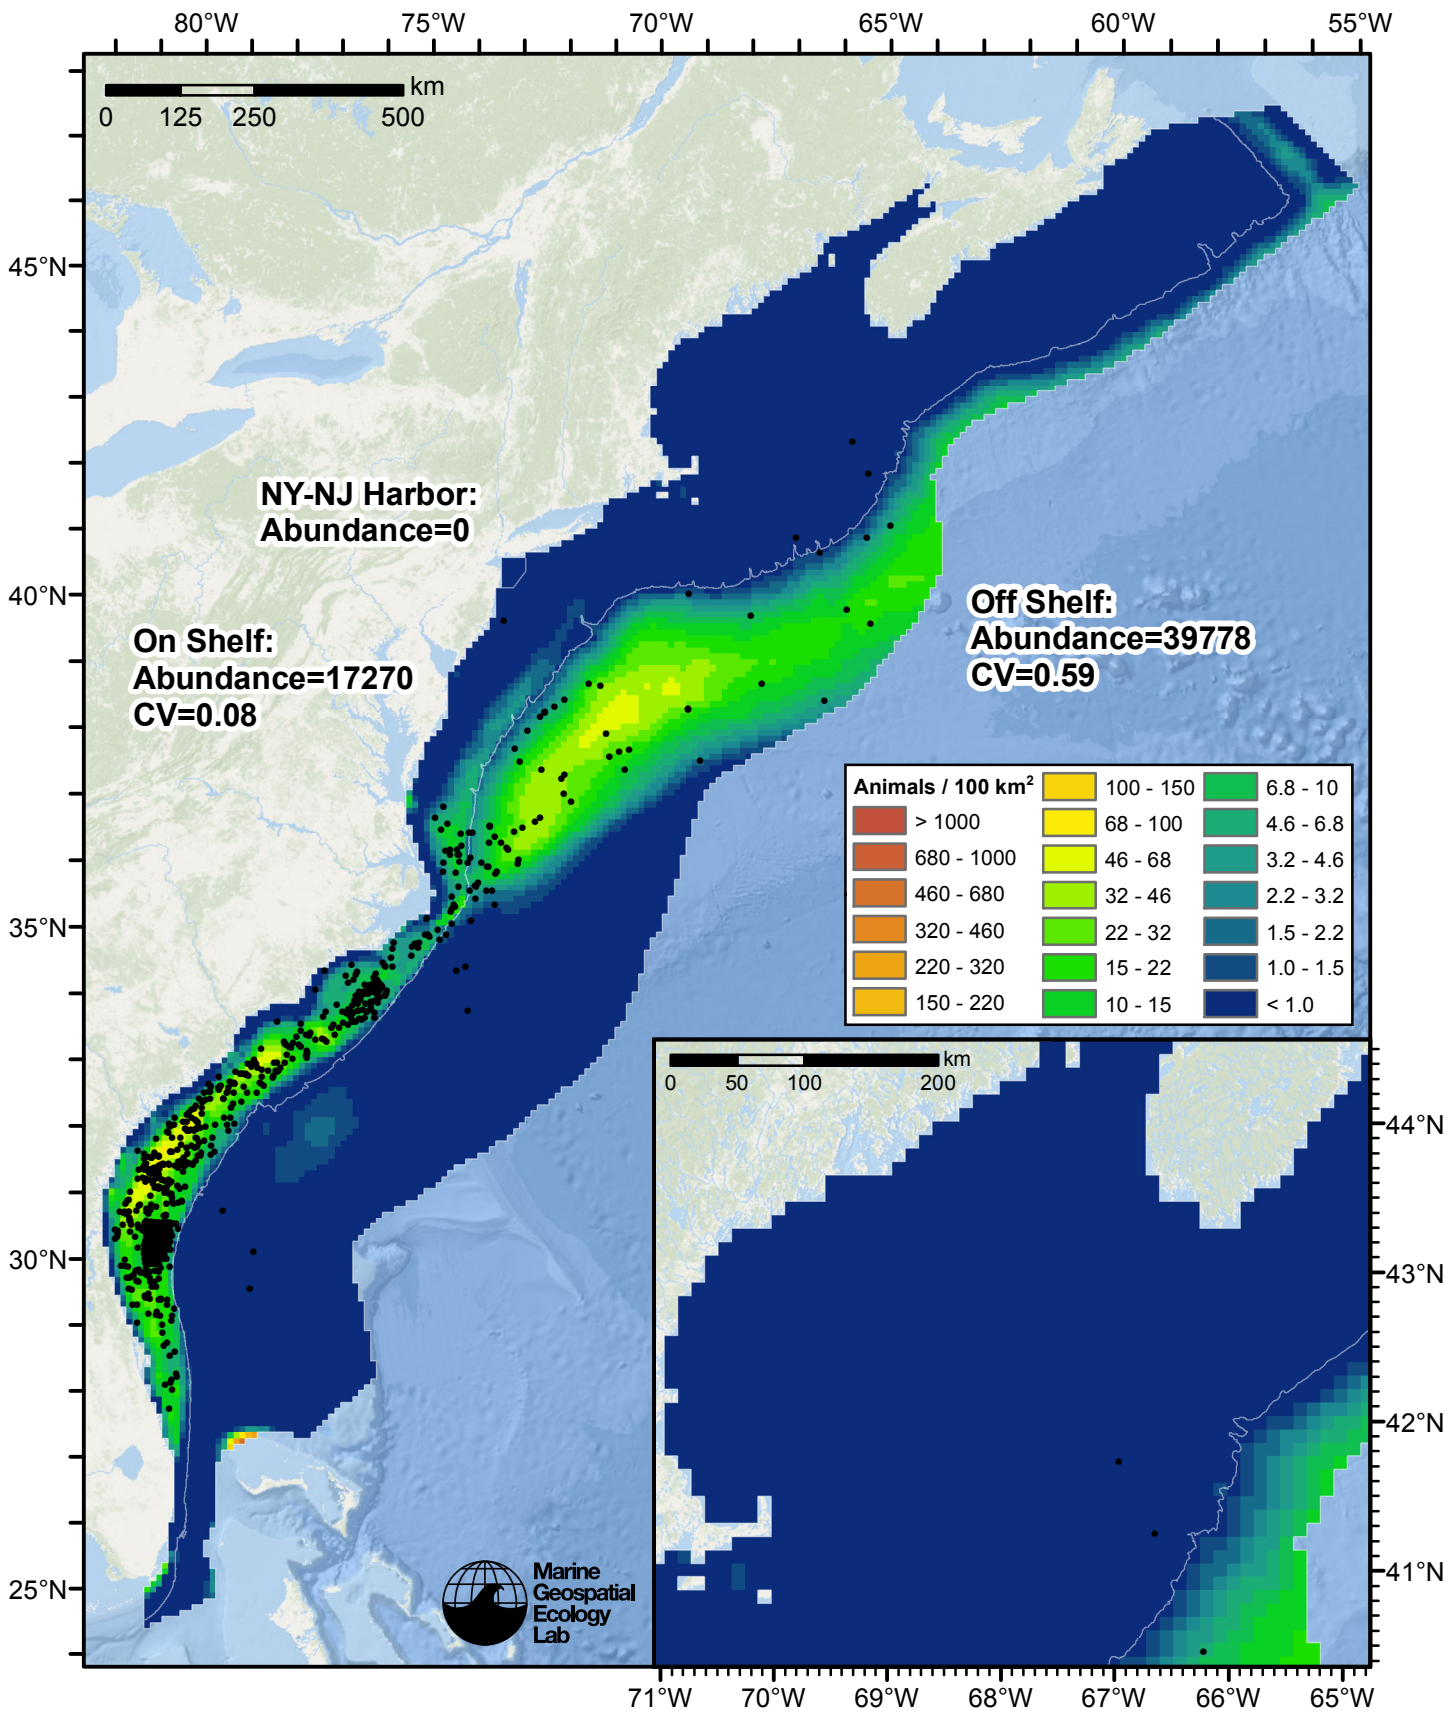 80°W 75°W 70°W 65°W 60°W 55°W
km
0 125 250 500
45°N
40°N
35°N
30°N
25°N
NY-NJ Harbor:
Abundance=0
On Shelf:
Abundance=17270
CV=0.08
Off Shelf:
Abundance=39778
CV=0.59
Animals / 100 km²
> 1000
680 - 1000
460 - 680
320 - 460
220 - 320
150 - 220
100 - 150
68 - 100
46 - 68
32 - 46
22 - 32
15 - 22
10 - 15
6.8 - 10
4.6 - 6.8
3.2 - 4.6
2.2 - 3.2
1.5 - 2.2
1.0 - 1.5
< 1.0
km
0 50 100 200
44°N
43°N
42°N
41°N
Marine
Geospatial
Ecology
Lab
71°W 70°W 69°W 68°W 67°W 66°W 65°W